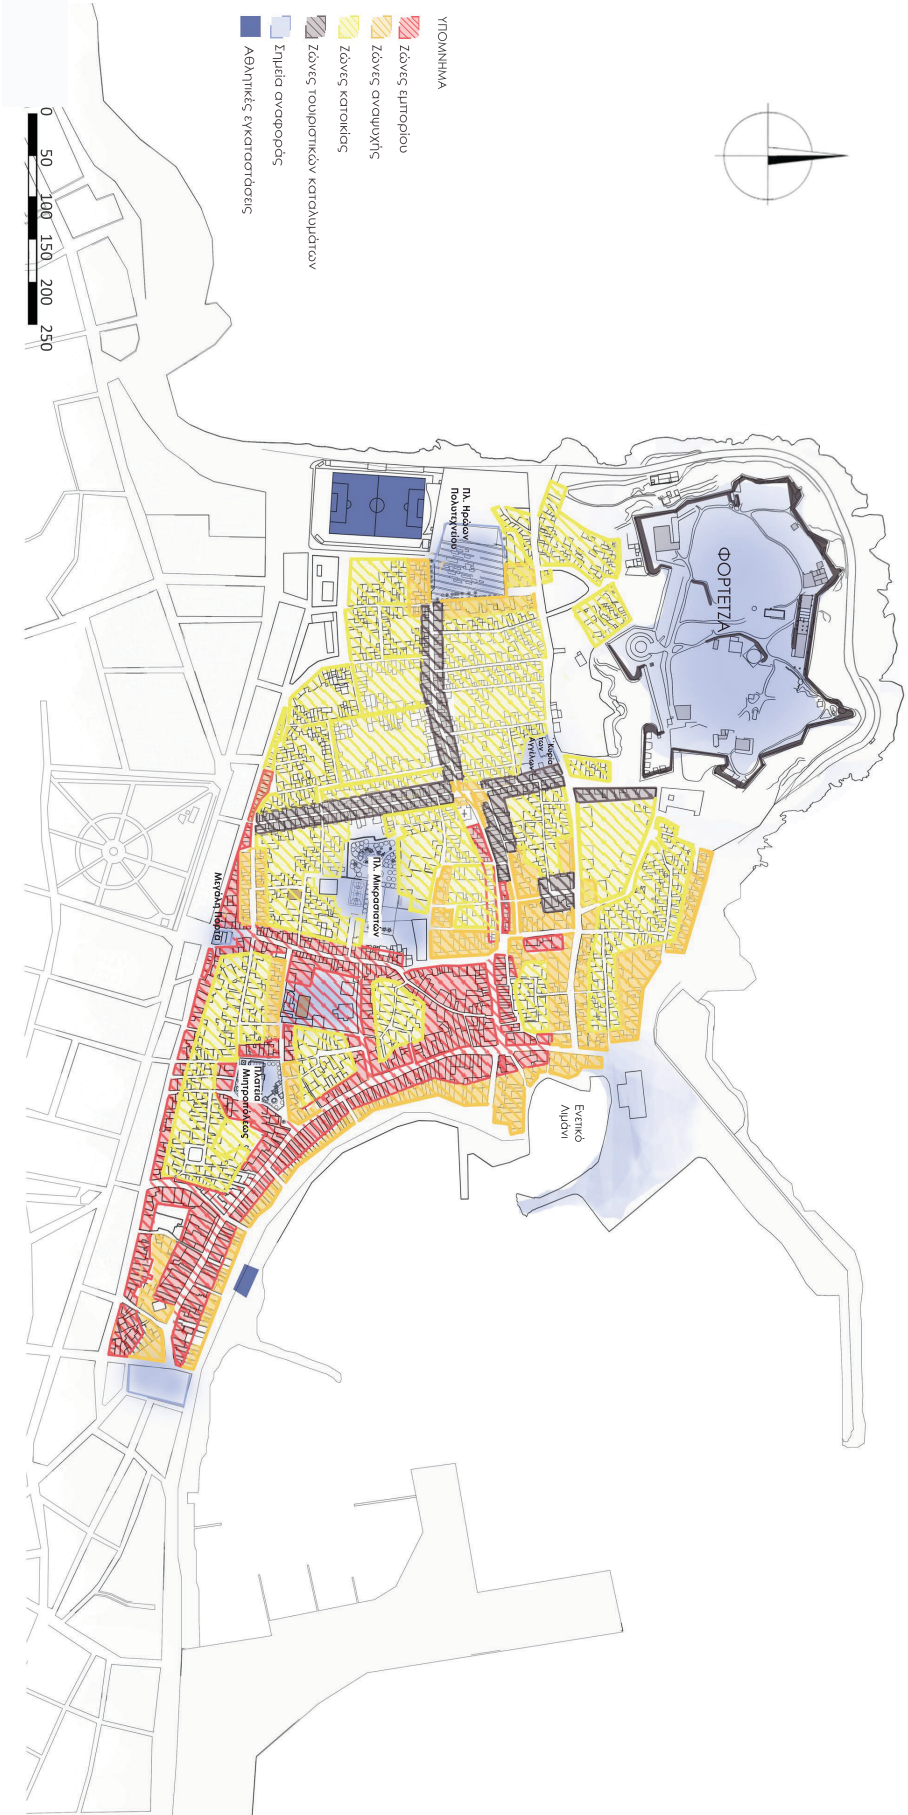 ΥΠΟΜΝΗΜΑ
Ζώνες εμπορίου
Ζώνες αναψυχής
Ζώνες κατοικίας
Ζώνες τουριστικών καταλυμάτων
Σημεία αναφοράς
Αθλητικές εγκαταστάσεις
0 50 100 150 200 250
ΦΟΡΤΕΤΖΑ
Πλ. Ηρώων
Πολυτεχνείου
Κυρία
των
Αγγέλων
Πλ. Μικρασιατών
Μεγάλη Πόρτα
Πλατεία
Μητροπόλεως
Ενετικό
Λιμάνι